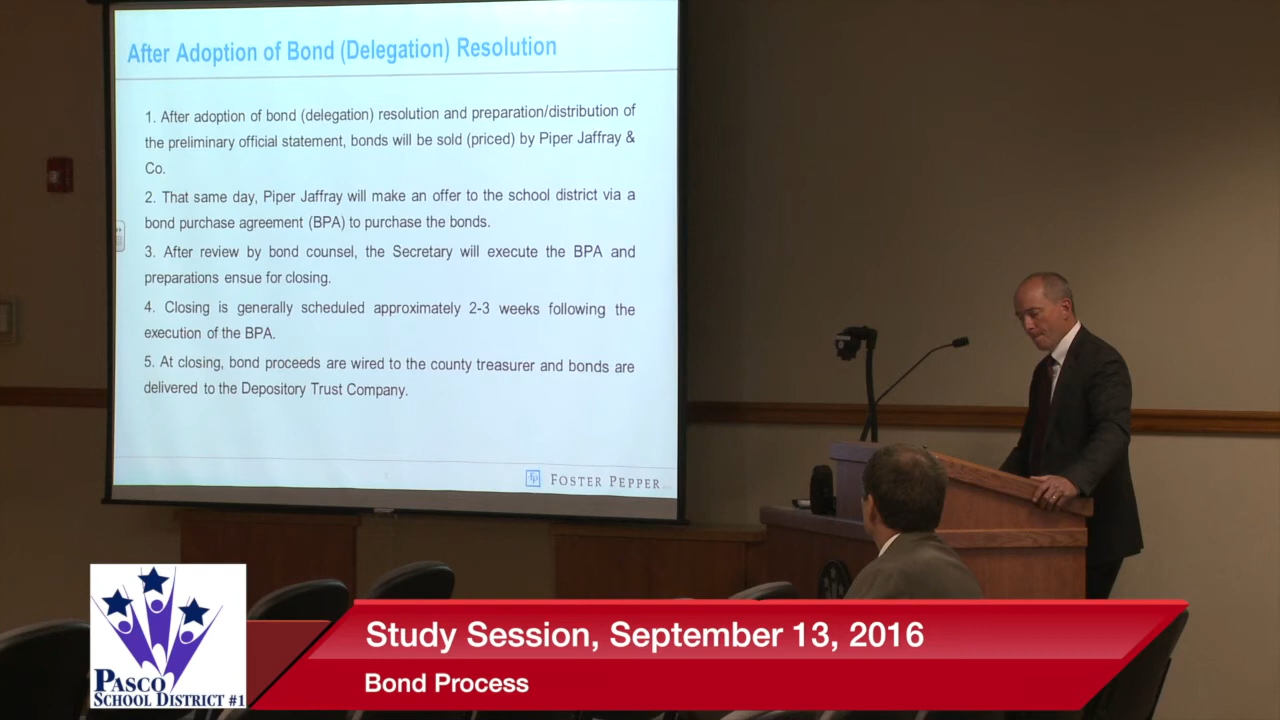 After Adoption of Bond (Delegation) Resolution
1. After adoption of bond (delegation) resolution and preparation/distribution of
the preliminary official statement, bonds will be sold (priced) by Piper Jaffray &
Co.
2. That same day, Piper Jaffray will make an offer to the school district via a
bond purchase agreement (BPA) to purchase the bonds.
3. After review by bond counsel, the Secretary will execute the BPA and
preparations ensue for closing.
4. Closing is generally scheduled approximately 2-3 weeks following the
execution of the BPA.
5. At closing, bond proceeds are wired to the county treasurer and bonds are
delivered to the Depository Trust Company.
FOSTER PEPPER
Study Session, September 13, 2016
Bond Process
PASCO
SCHOOL DISTRICT #1